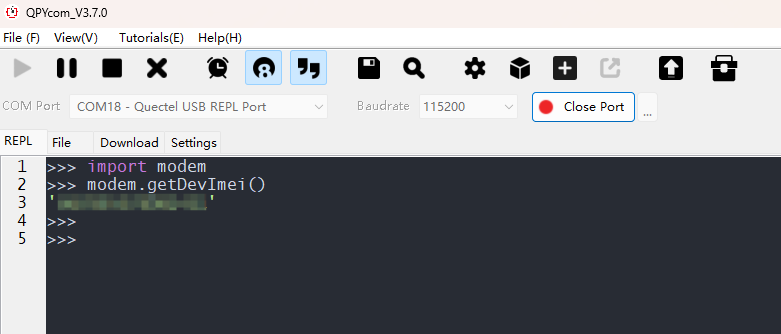 QPYcom_V3.7.0
File (F) View(V) Tutorials(E) Help(H)
COM Port COM18 - Quectel USB REPL Port Baudrate 115200 Close Port ...
REPL File Download Settings
1 >>> import modem
2 >>> modem.getDevImei()
3 ' '
4 >>>
5 >>>